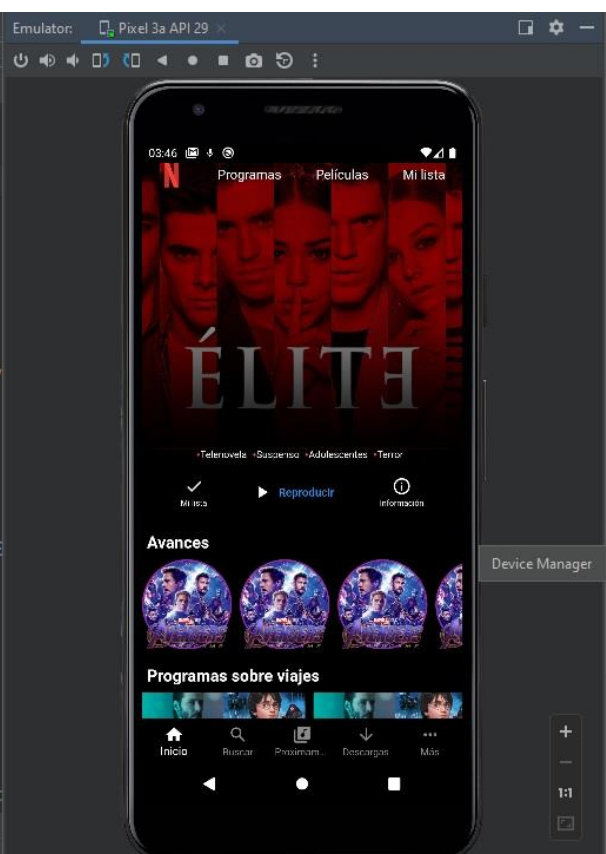 Emulator: Pixel 3a API 29
03:46
N Programas Películas Mi lista
ÉLITE
•Telenovela •Suspenso •Adolescentes •Terror
Mi lista Reproducir Información
Avances
Device Manager
Programas sobre viajes
Inicio Buscar Proximam... Descargas Más
1:1